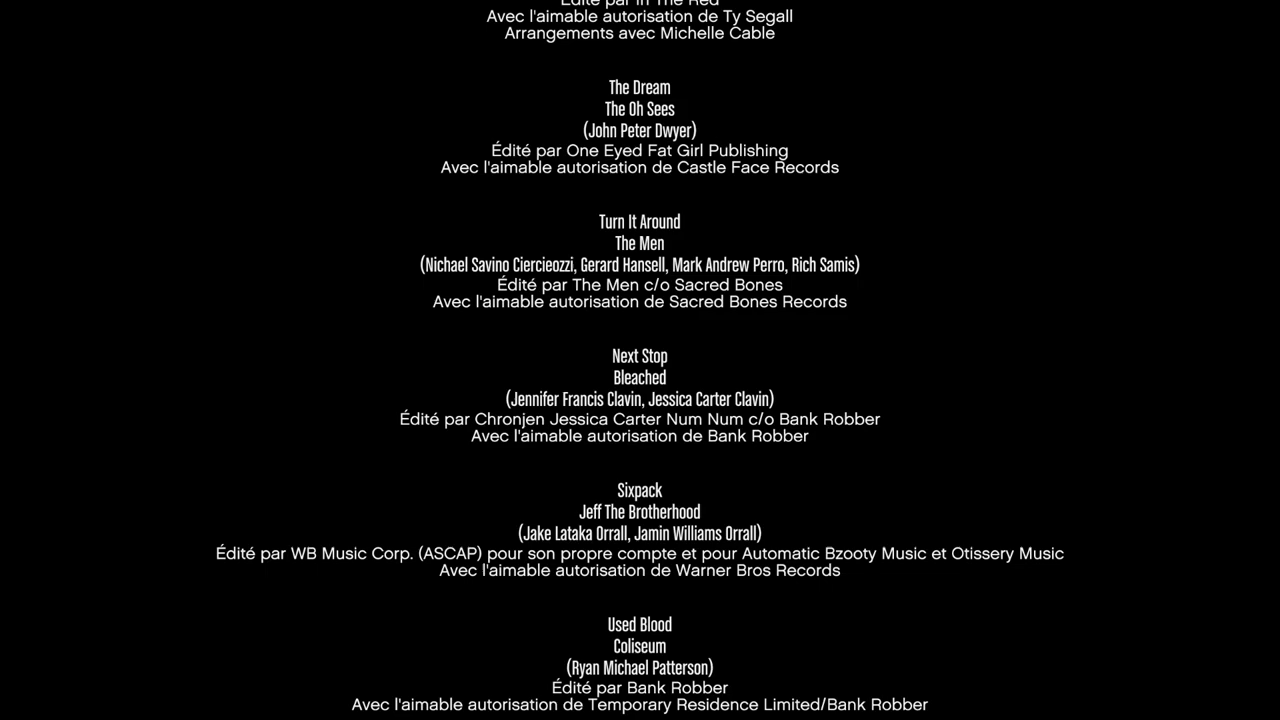 Édité par In The Red
Avec l'aimable autorisation de Ty Segall
Arrangements avec Michelle Cable
The Dream
The Oh Sees
(John Peter Dwyer)
Édité par One Eyed Fat Girl Publishing
Avec l'aimable autorisation de Castle Face Records
Turn It Around
The Men
(Nichael Savino Ciercieozzi, Gerard Hansell, Mark Andrew Perro, Rich Samis)
Édité par The Men c/o Sacred Bones
Avec l'aimable autorisation de Sacred Bones Records
Next Stop
Bleached
(Jennifer Francis Clavin, Jessica Carter Clavin)
Édité par Chronjen Jessica Carter Num Num c/o Bank Robber
Avec l'aimable autorisation de Bank Robber
Sixpack
Jeff The Brotherhood
(Jake Lataka Orrall, Jamin Williams Orrall)
Édité par WB Music Corp. (ASCAP) pour son propre compte et pour Automatic Bzooty Music et Otissery Music
Avec l'aimable autorisation de Warner Bros Records
Used Blood
Coliseum
(Ryan Michael Patterson)
Édité par Bank Robber
Avec l'aimable autorisation de Temporary Residence Limited/Bank Robber